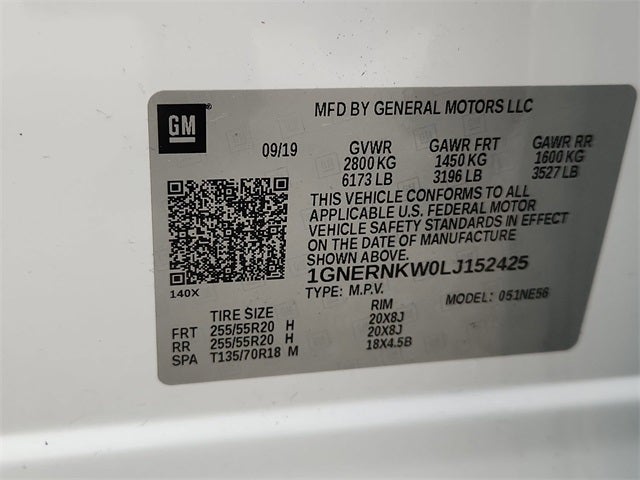 GM ® MFD BY GENERAL MOTORS LLC
09/19 GVWR GAWR FRT GAWR RR
2800 KG 1450 KG 1600 KG
6173 LB 3196 LB 3527 LB
THIS VEHICLE CONFORMS TO ALL
APPLICABLE U.S. FEDERAL MOTOR
VEHICLE SAFETY STANDARDS IN EFFECT
ON THE DATE OF MANUFACTURE
SHOWN ABOVE.
1GNERNKW0LJ152425
140X TYPE: M.P.V. MODEL: 051NE56
TIRE SIZE RIM
FRT 255/55R20 H 20X8J
RR 255/55R20 H 20X8J
SPA T135/70R18 M 18X4.5B